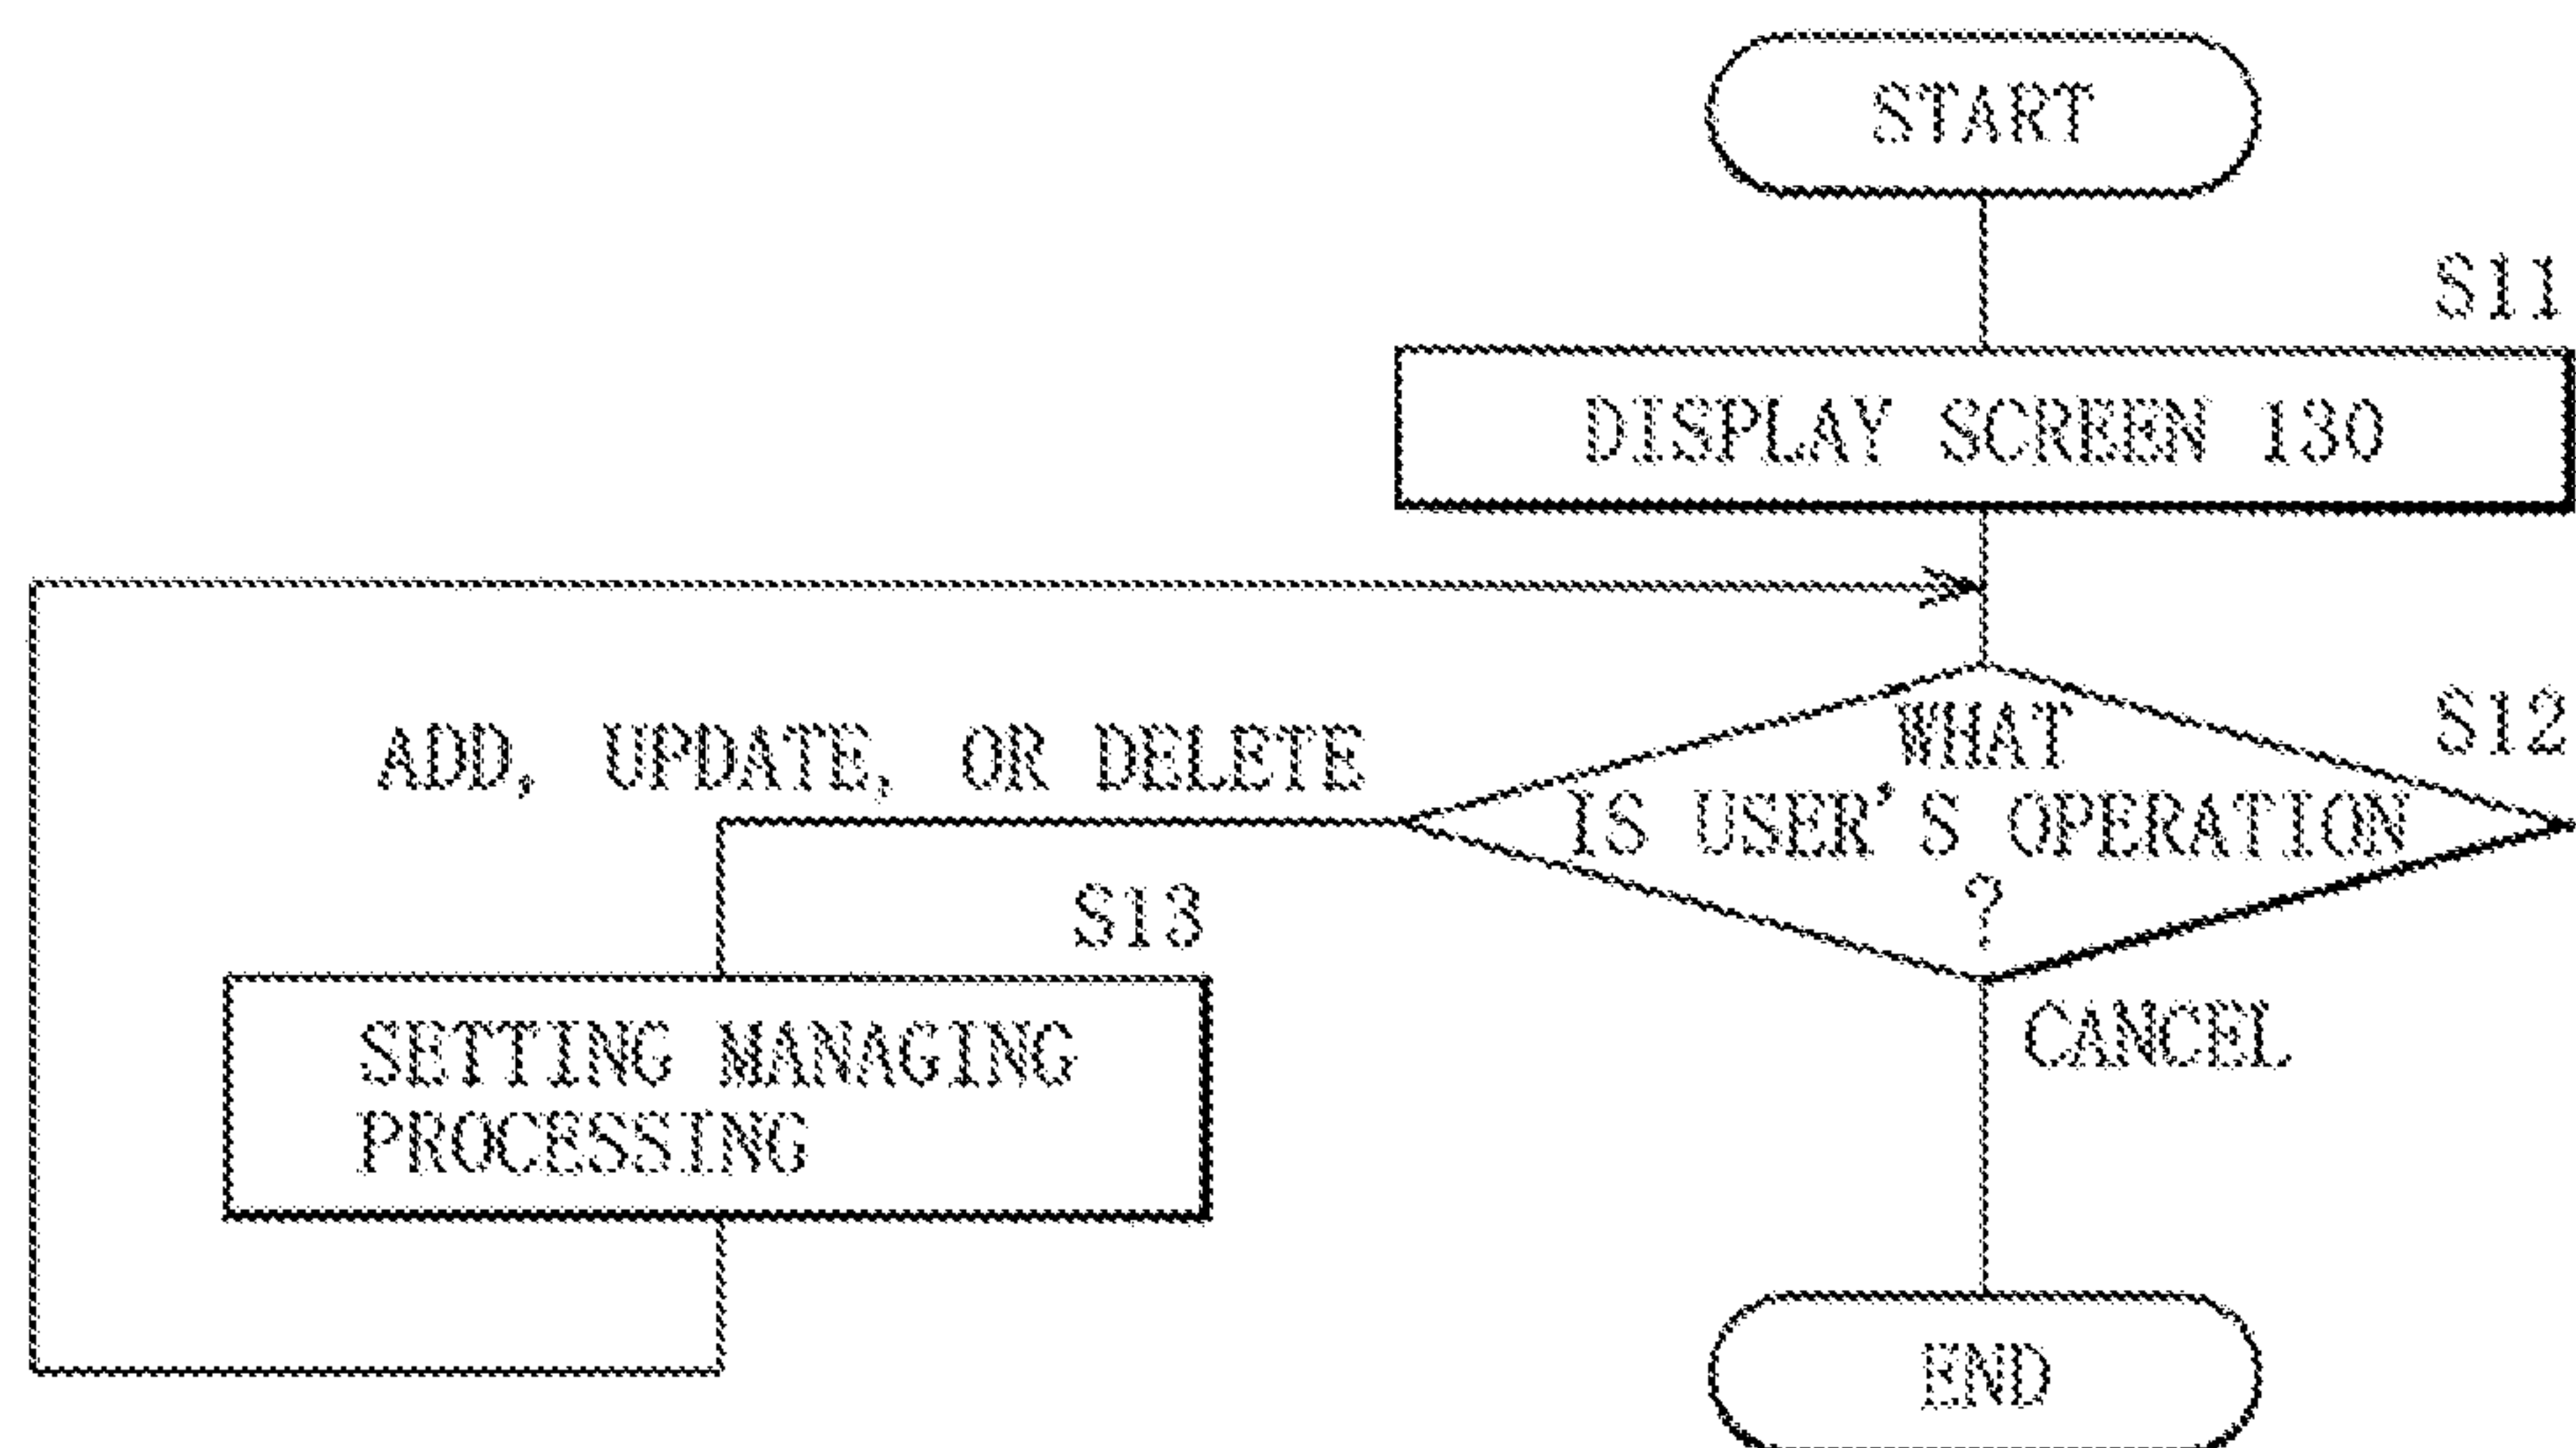 START
S11
DISPLAY SCREEN 130
S12
WHAT
IS USER'S OPERATION
?
ADD, UPDATE, OR DELETE
S13
SETTING MANAGING
PROCESSING
CANCEL
END